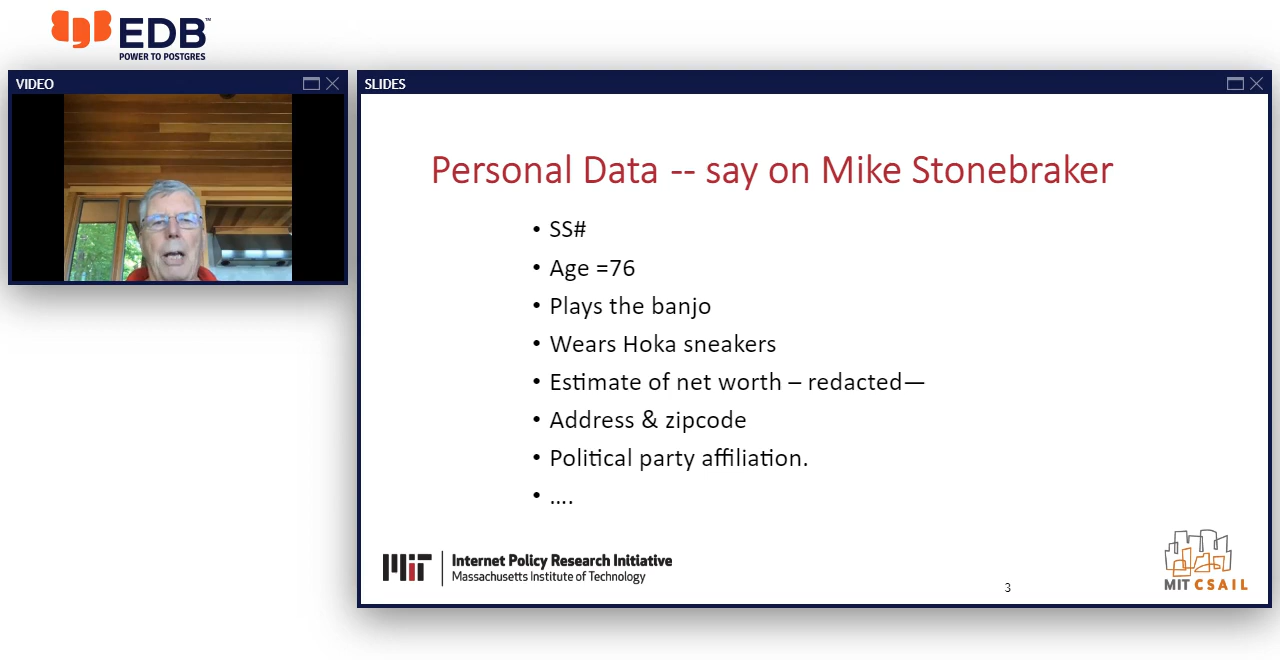 EDB™
POWER TO POSTGRES
VIDEO
SLIDES
Personal Data -- say on Mike Stonebraker
• SS#
• Age =76
• Plays the banjo
• Wears Hoka sneakers
• Estimate of net worth – redacted—
• Address & zipcode
• Political party affiliation.
• ....
MIT
Internet Policy Research Initiative
Massachusetts Institute of Technology
3
MIT CSAIL